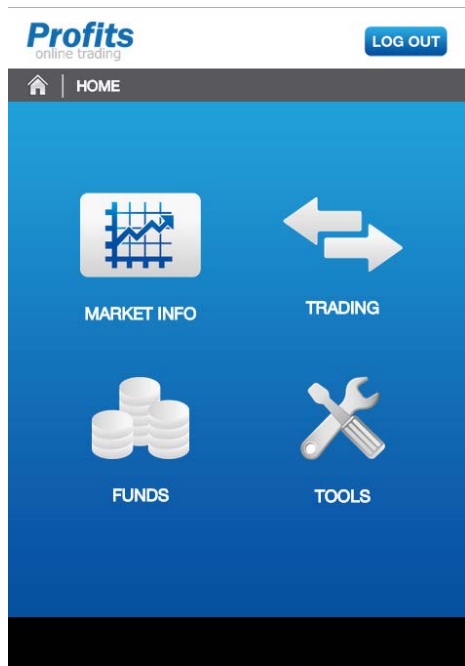 Profits
online trading
LOG OUT
HOME
MARKET INFO
TRADING
FUNDS
TOOLS